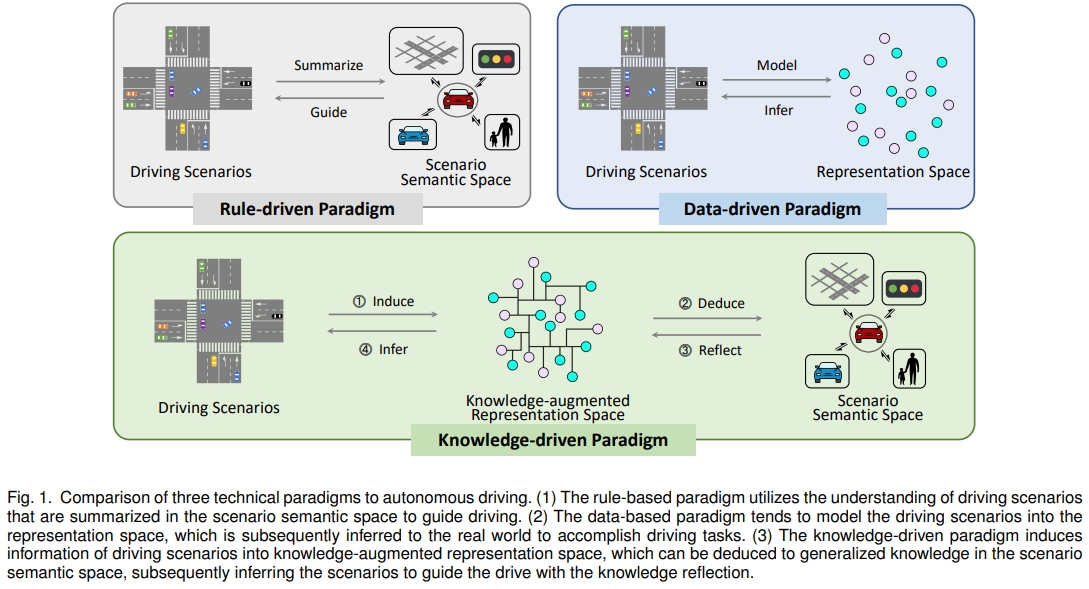 Summarize
Guide
Driving Scenarios
Scenario
Semantic Space
Rule-driven Paradigm
Model
Infer
Driving Scenarios
Representation Space
Data-driven Paradigm
① Induce
④ Infer
② Deduce
③ Reflect
Driving Scenarios
Knowledge-augmented
Representation Space
Scenario
Semantic Space
Knowledge-driven Paradigm
Fig. 1. Comparison of three technical paradigms to autonomous driving. (1) The rule-based paradigm utilizes the understanding of driving scenarios
that are summarized in the scenario semantic space to guide driving. (2) The data-based paradigm tends to model the driving scenarios into the
representation space, which is subsequently inferred to the real world to accomplish driving tasks. (3) The knowledge-driven paradigm induces
information of driving scenarios into knowledge-augmented representation space, which can be deduced to generalized knowledge in the scenario
semantic space, subsequently inferring the scenarios to guide the drive with the knowledge reflection.